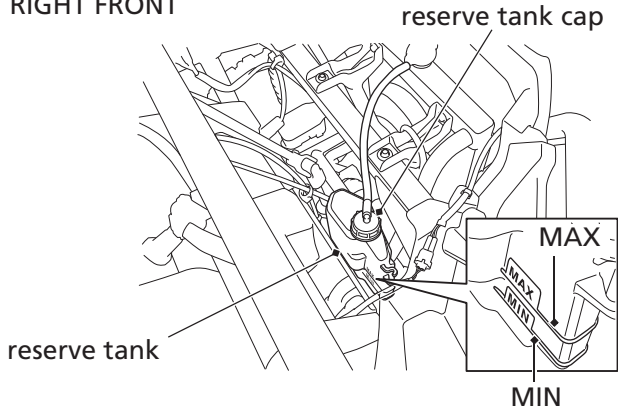 RIGHT FRONT
reserve tank cap
MAX
MAX
MIN
reserve tank
MIN